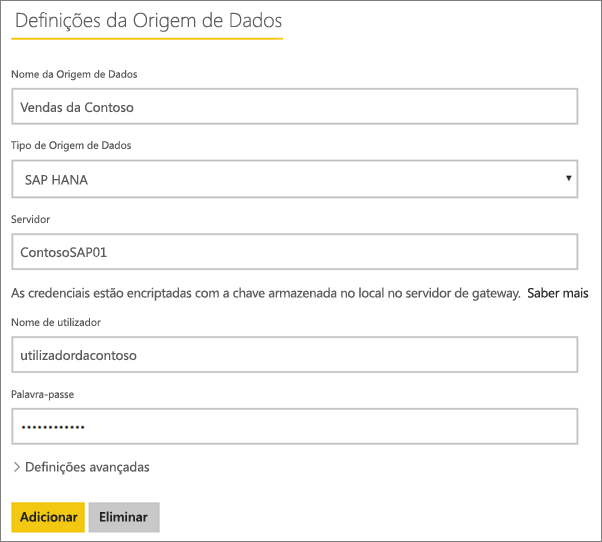 Definições da Origem de Dados
Nome da Origem de Dados
Vendas da Contoso
Tipo de Origem de Dados
SAP HANA
Servidor
ContosoSAP01
As credenciais estão encriptadas com a chave armazenada no local no servidor de gateway. Saber mais
Nome de utilizador
utilizadordacontoso
Palavra-passe
••••••••••••
Definições avançadas
Adicionar Eliminar